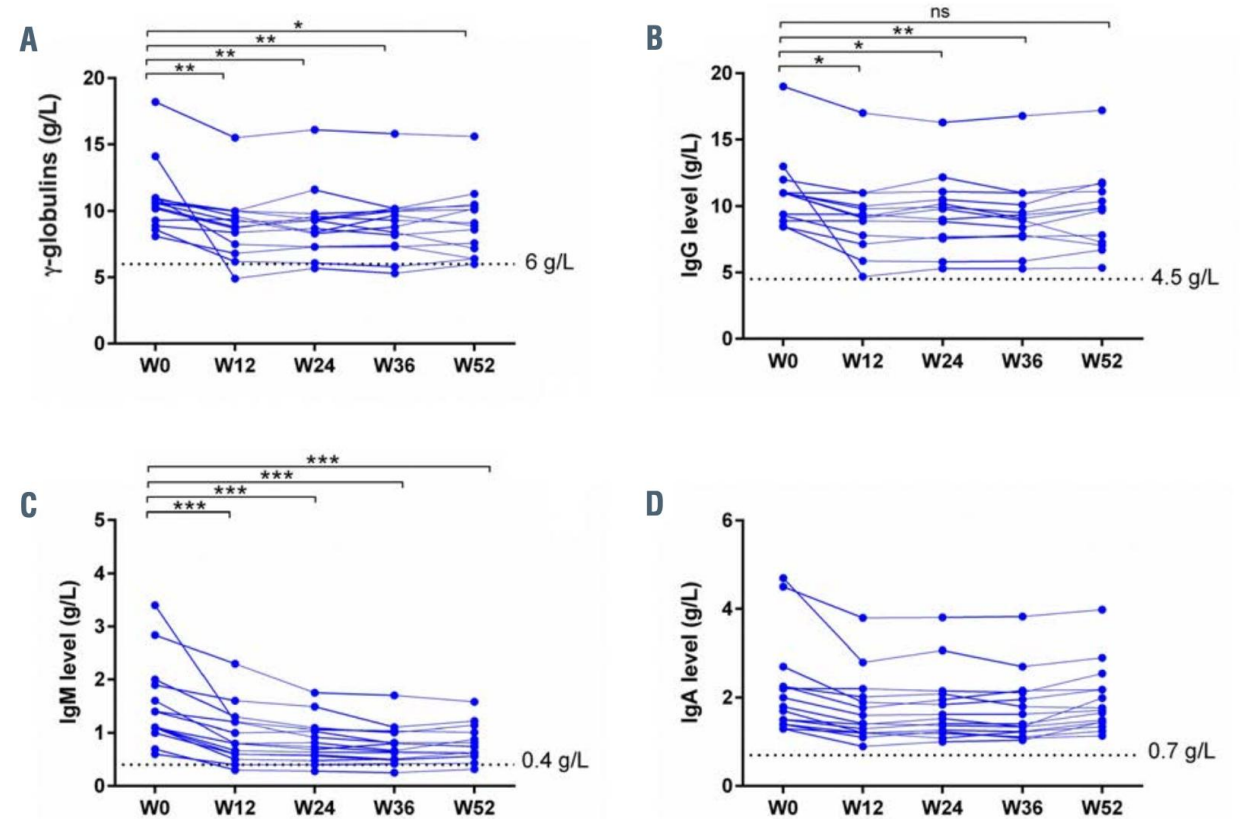 A
*
**
**
**
γ-globulins (g/L)
20
15
10
5
0
6 g/L
W0 W12 W24 W36 W52
B
ns
**
*
*
IgG level (g/L)
20
15
10
5
0
4.5 g/L
W0 W12 W24 W36 W52
C
***
***
***
***
IgM level (g/L)
5
4
3
2
1
0
0.4 g/L
W0 W12 W24 W36 W52
D
IgA level (g/L)
6
4
2
0
0.7 g/L
W0 W12 W24 W36 W52